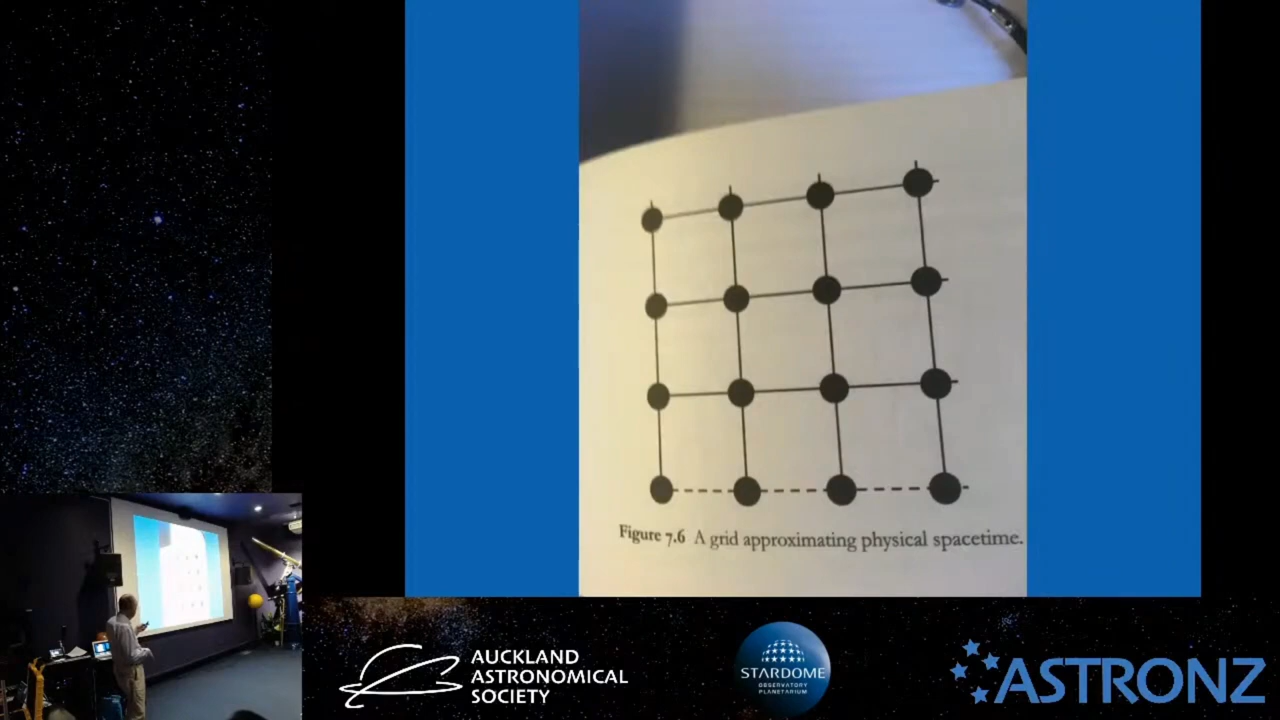 Figure 7.6 A grid approximating physical spacetime.
AUCKLAND
ASTRONOMICAL
SOCIETY
STARDOME
OBSERVATORY
PLANETARIUM
ASTRONZ